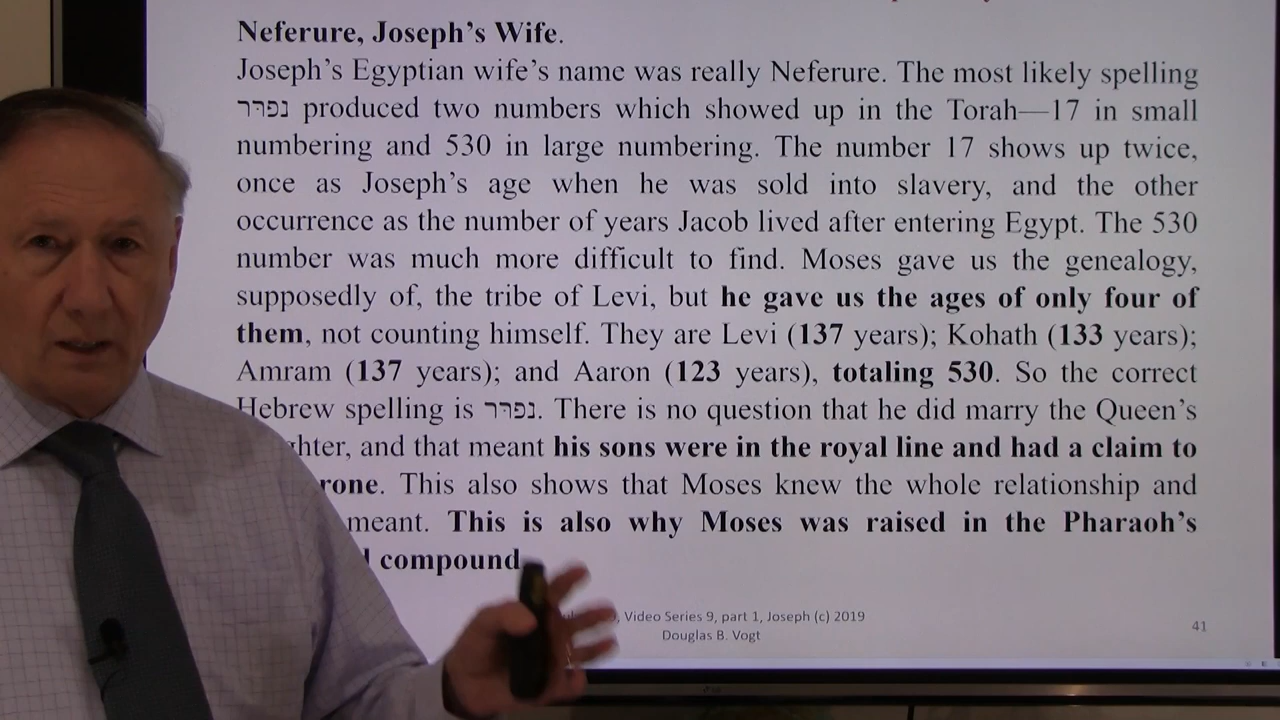 Neferure, Joseph’s Wife.
Joseph’s Egyptian wife’s name was really Neferure. The most likely spelling
נפרר produced two numbers which showed up in the Torah—17 in small
numbering and 530 in large numbering. The number 17 shows up twice,
once as Joseph’s age when he was sold into slavery, and the other
occurrence as the number of years Jacob lived after entering Egypt. The 530
number was much more difficult to find. Moses gave us the genealogy,
supposedly of, the tribe of Levi, but he gave us the ages of only four of
them, not counting himself. They are Levi (137 years); Kohath (133 years);
Amram (137 years); and Aaron (123 years), totaling 530. So the correct
Hebrew spelling is נפרר. There is no question that he did marry the Queen’s
hter, and that meant his sons were in the royal line and had a claim to
rone. This also shows that Moses knew the whole relationship and
meant. This is also why Moses was raised in the Pharaoh’s
compound.
, Video Series 9, part 1, Joseph (c) 2019
Douglas B. Vogt
41